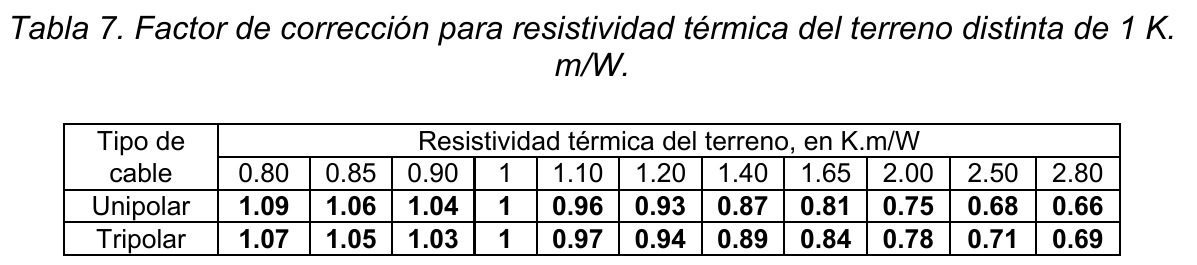 Tabla 7. Factor de corrección para resistividad térmica del terreno distinta de 1 K.
m/W.
Tipo de cable Resistividad térmica del terreno, en K.m/W
0.80 0.85 0.90 1 1.10 1.20 1.40 1.65 2.00 2.50 2.80
Unipolar 1.09 1.06 1.04 1 0.96 0.93 0.87 0.81 0.75 0.68 0.66
Tripolar 1.07 1.05 1.03 1 0.97 0.94 0.89 0.84 0.78 0.71 0.69